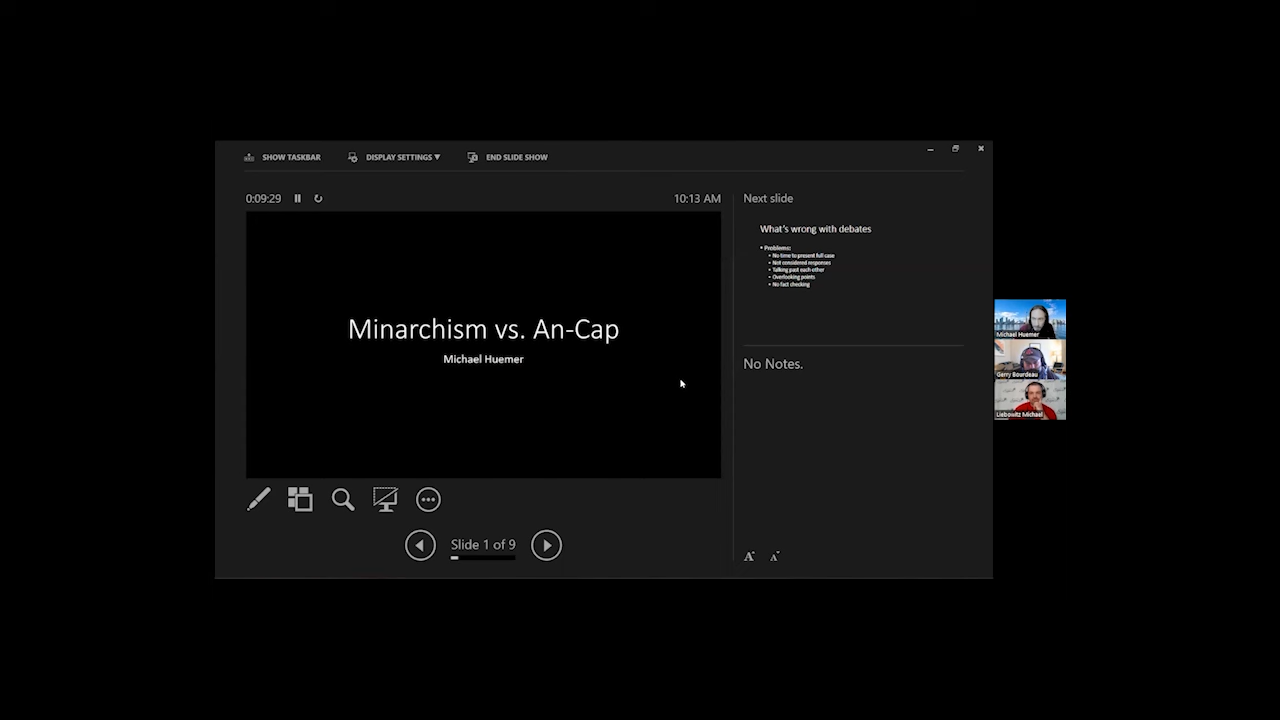 SHOW TASKBAR
DISPLAY SETTINGS ▼
END SLIDE SHOW
0:09:29
10:13 AM
Minarchism vs. An-Cap
Michael Huemer
Slide 1 of 9
Next slide
What's wrong with debates
• Problems:
• No time to present full case
• Not considered responses
• Talking past each other
• Overlooking points
• No fact checking
No Notes.
A
A
Michael Huemer
Gerry Bourdeau
Liebowitz Michael